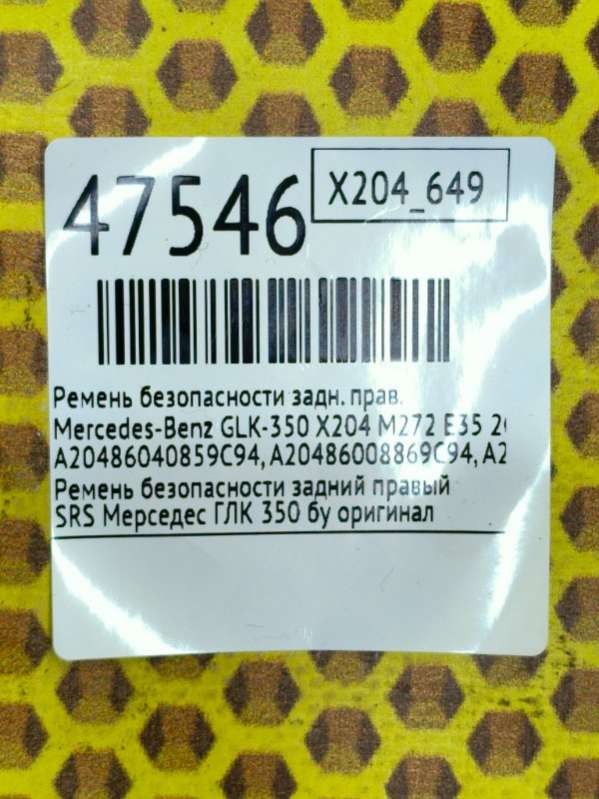 47546
X204_649
Ремень безопасности задн. прав.
Mercedes-Benz GLK-350 X204 M272 E35
A20486040859C94, A20486008869C94, A2
Ремень безопасности задний правый
SRS Мерседес ГЛК 350 бу оригинал